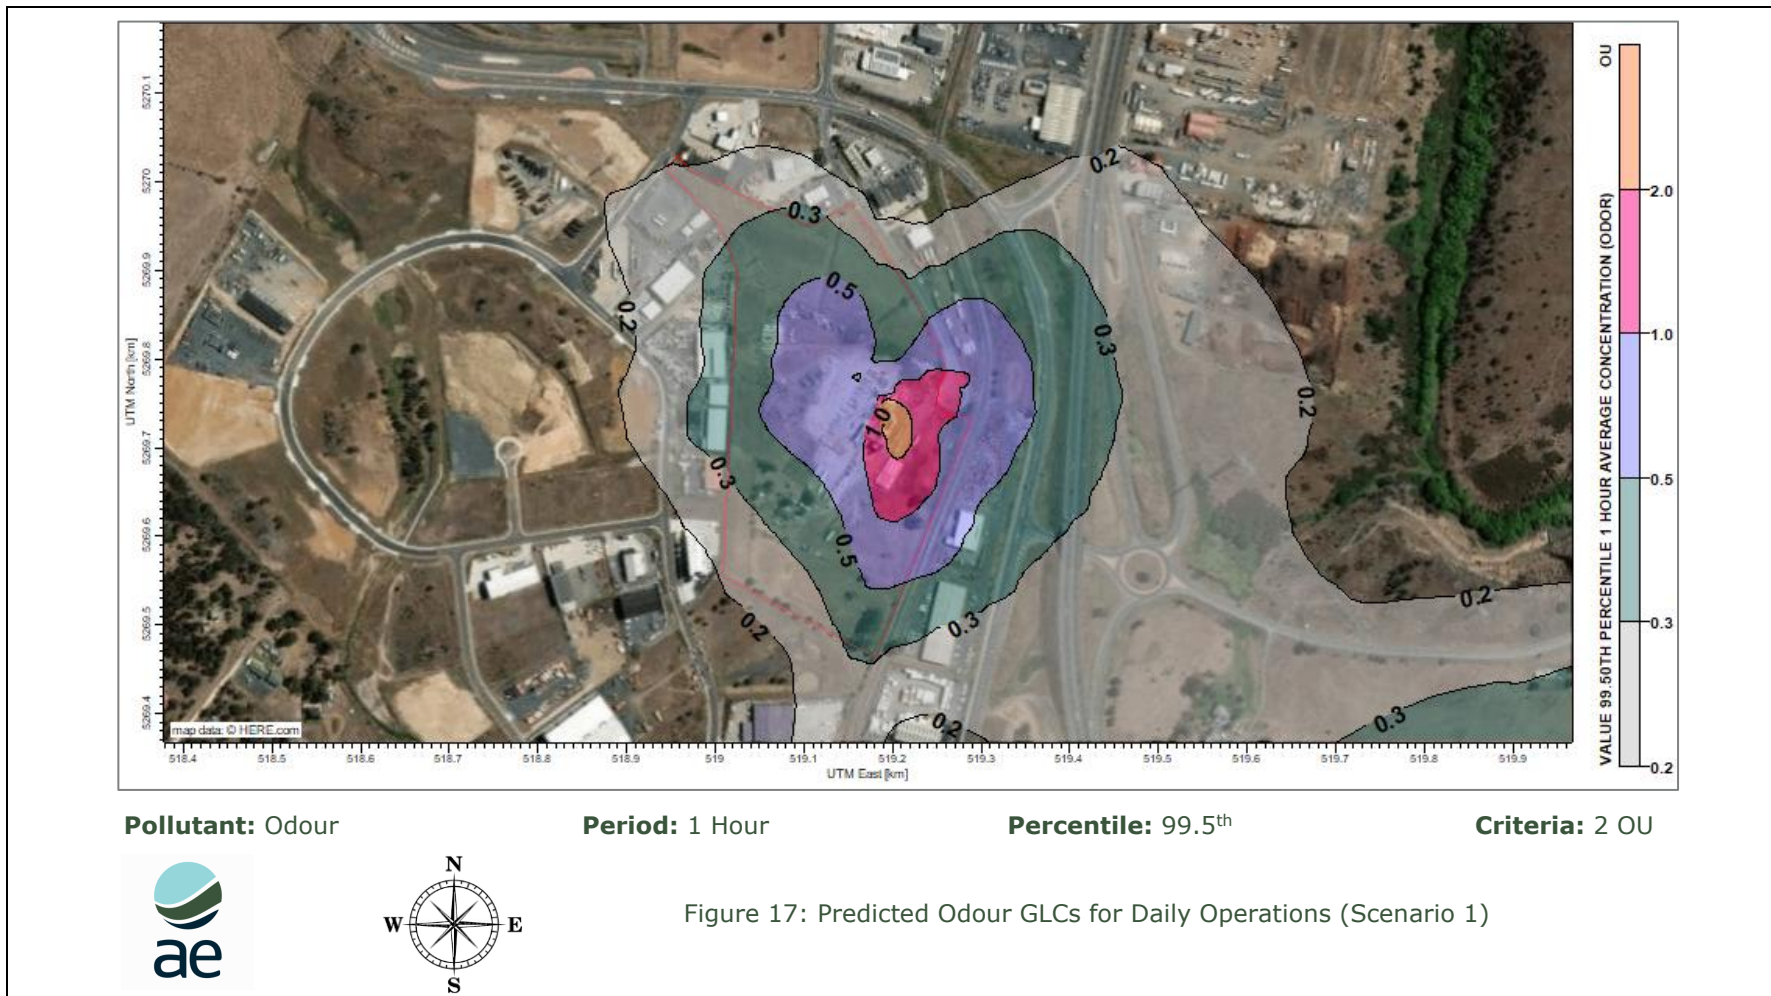 5270.1
5270
5269.9
5269.8
5269.7
5269.6
5269.5
5269.4
UTM North [km]
0.2
0.3
0.5
0.2
0.3
0.2
1.0
0.3
0.5
0.2
0.3
0.2
0.2
0.3
map data: © HERE.com
518.4 518.5 518.6 518.7 518.8 518.9 519 519.1 519.2 519.3 519.4 519.5 519.6 519.7 519.8 519.9
UTM East [km]
OU
VALUE 99.50TH PERCENTILE 1 HOUR AVERAGE CONCENTRATION (ODOR)
2.0
1.0
0.5
0.3
0.2
Pollutant: Odour Period: 1 Hour Percentile: 99.5th Criteria: 2 OU
ae
N
W E
S
Figure 17: Predicted Odour GLCs for Daily Operations (Scenario 1)